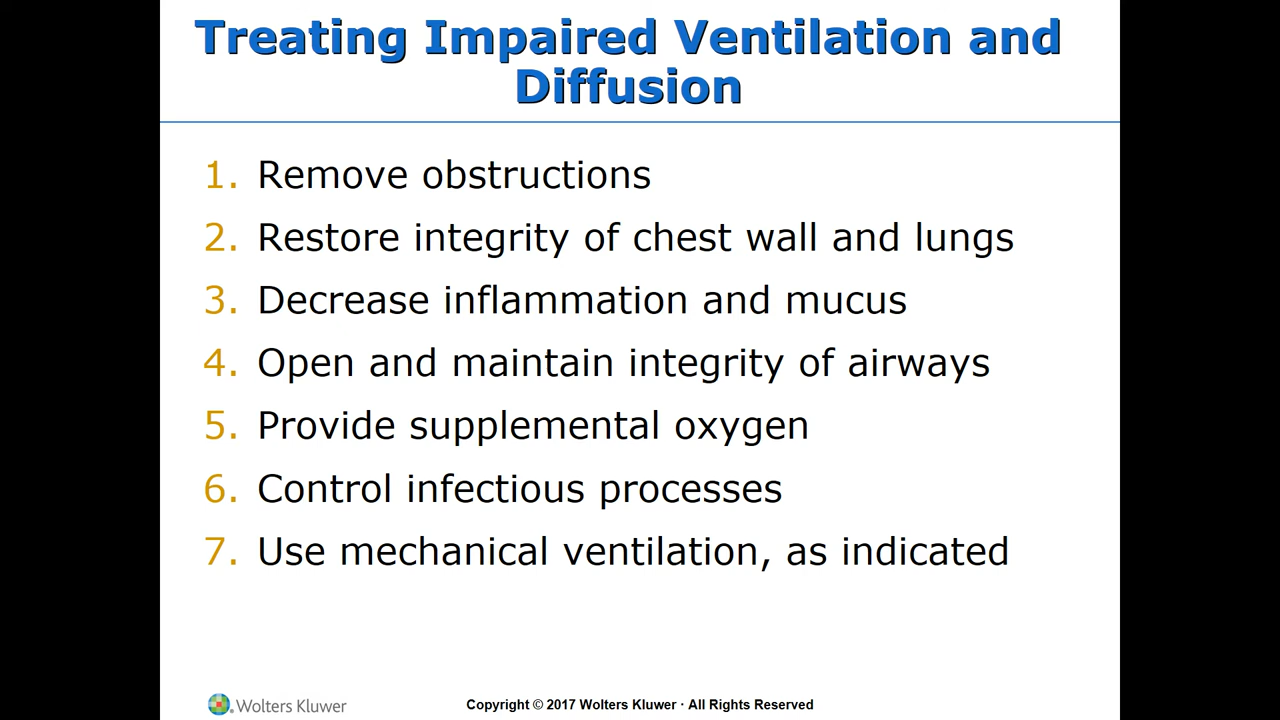 Treating Impaired Ventilation and
Diffusion
1. Remove obstructions
2. Restore integrity of chest wall and lungs
3. Decrease inflammation and mucus
4. Open and maintain integrity of airways
5. Provide supplemental oxygen
6. Control infectious processes
7. Use mechanical ventilation, as indicated
Wolters Kluwer
Copyright © 2017 Wolters Kluwer · All Rights Reserved